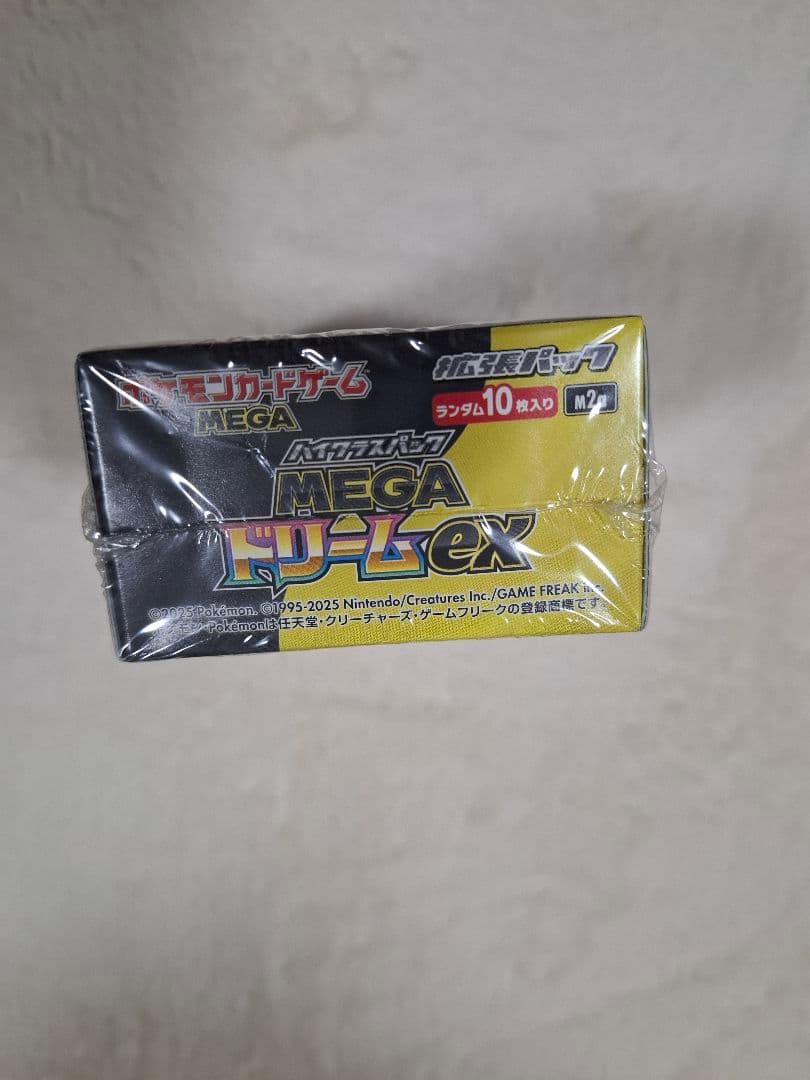 ポケモンカードゲーム
MEGA
拡張パック
ランダム10枚入り M2a
ハイクラスパック
MEGA
ドリームex
©2025 Pokémon. ©1995-2025 Nintendo/Creatures Inc./GAME FREAK inc.
ポケモン・Pokémonは任天堂・クリーチャーズ・ゲームフリークの登録商標です。